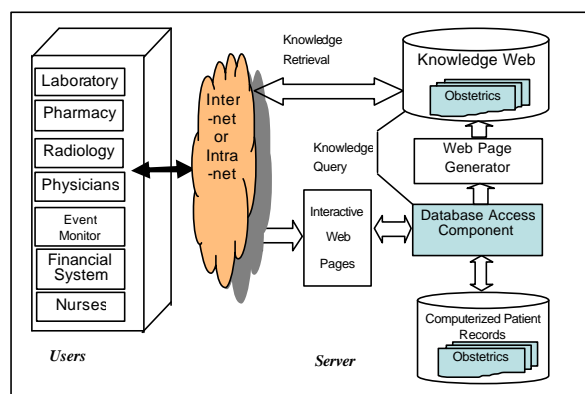 Laboratory
Pharmacy
Radiology
Physicians
Event
Monitor
Financial
System
Nurses
Users
Inter
-net
or
Intra
-net
Knowledge
Retrieval
Knowledge
Query
Interactive
Web
Pages
Server
Knowledge Web
Obstetrics
Web Page
Generator
Database Access
Component
Computerized Patient
Records
Obstetrics